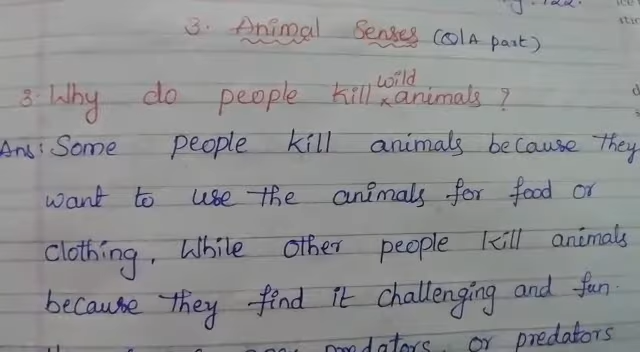 3. Animal Senses (Q/A part)
3. Why do people kill wild animals ?
Ans: Some people kill animals because they
want to use the animals for food or
clothing, While other people kill animals
because they find it challenging and fun.
predators, or predators